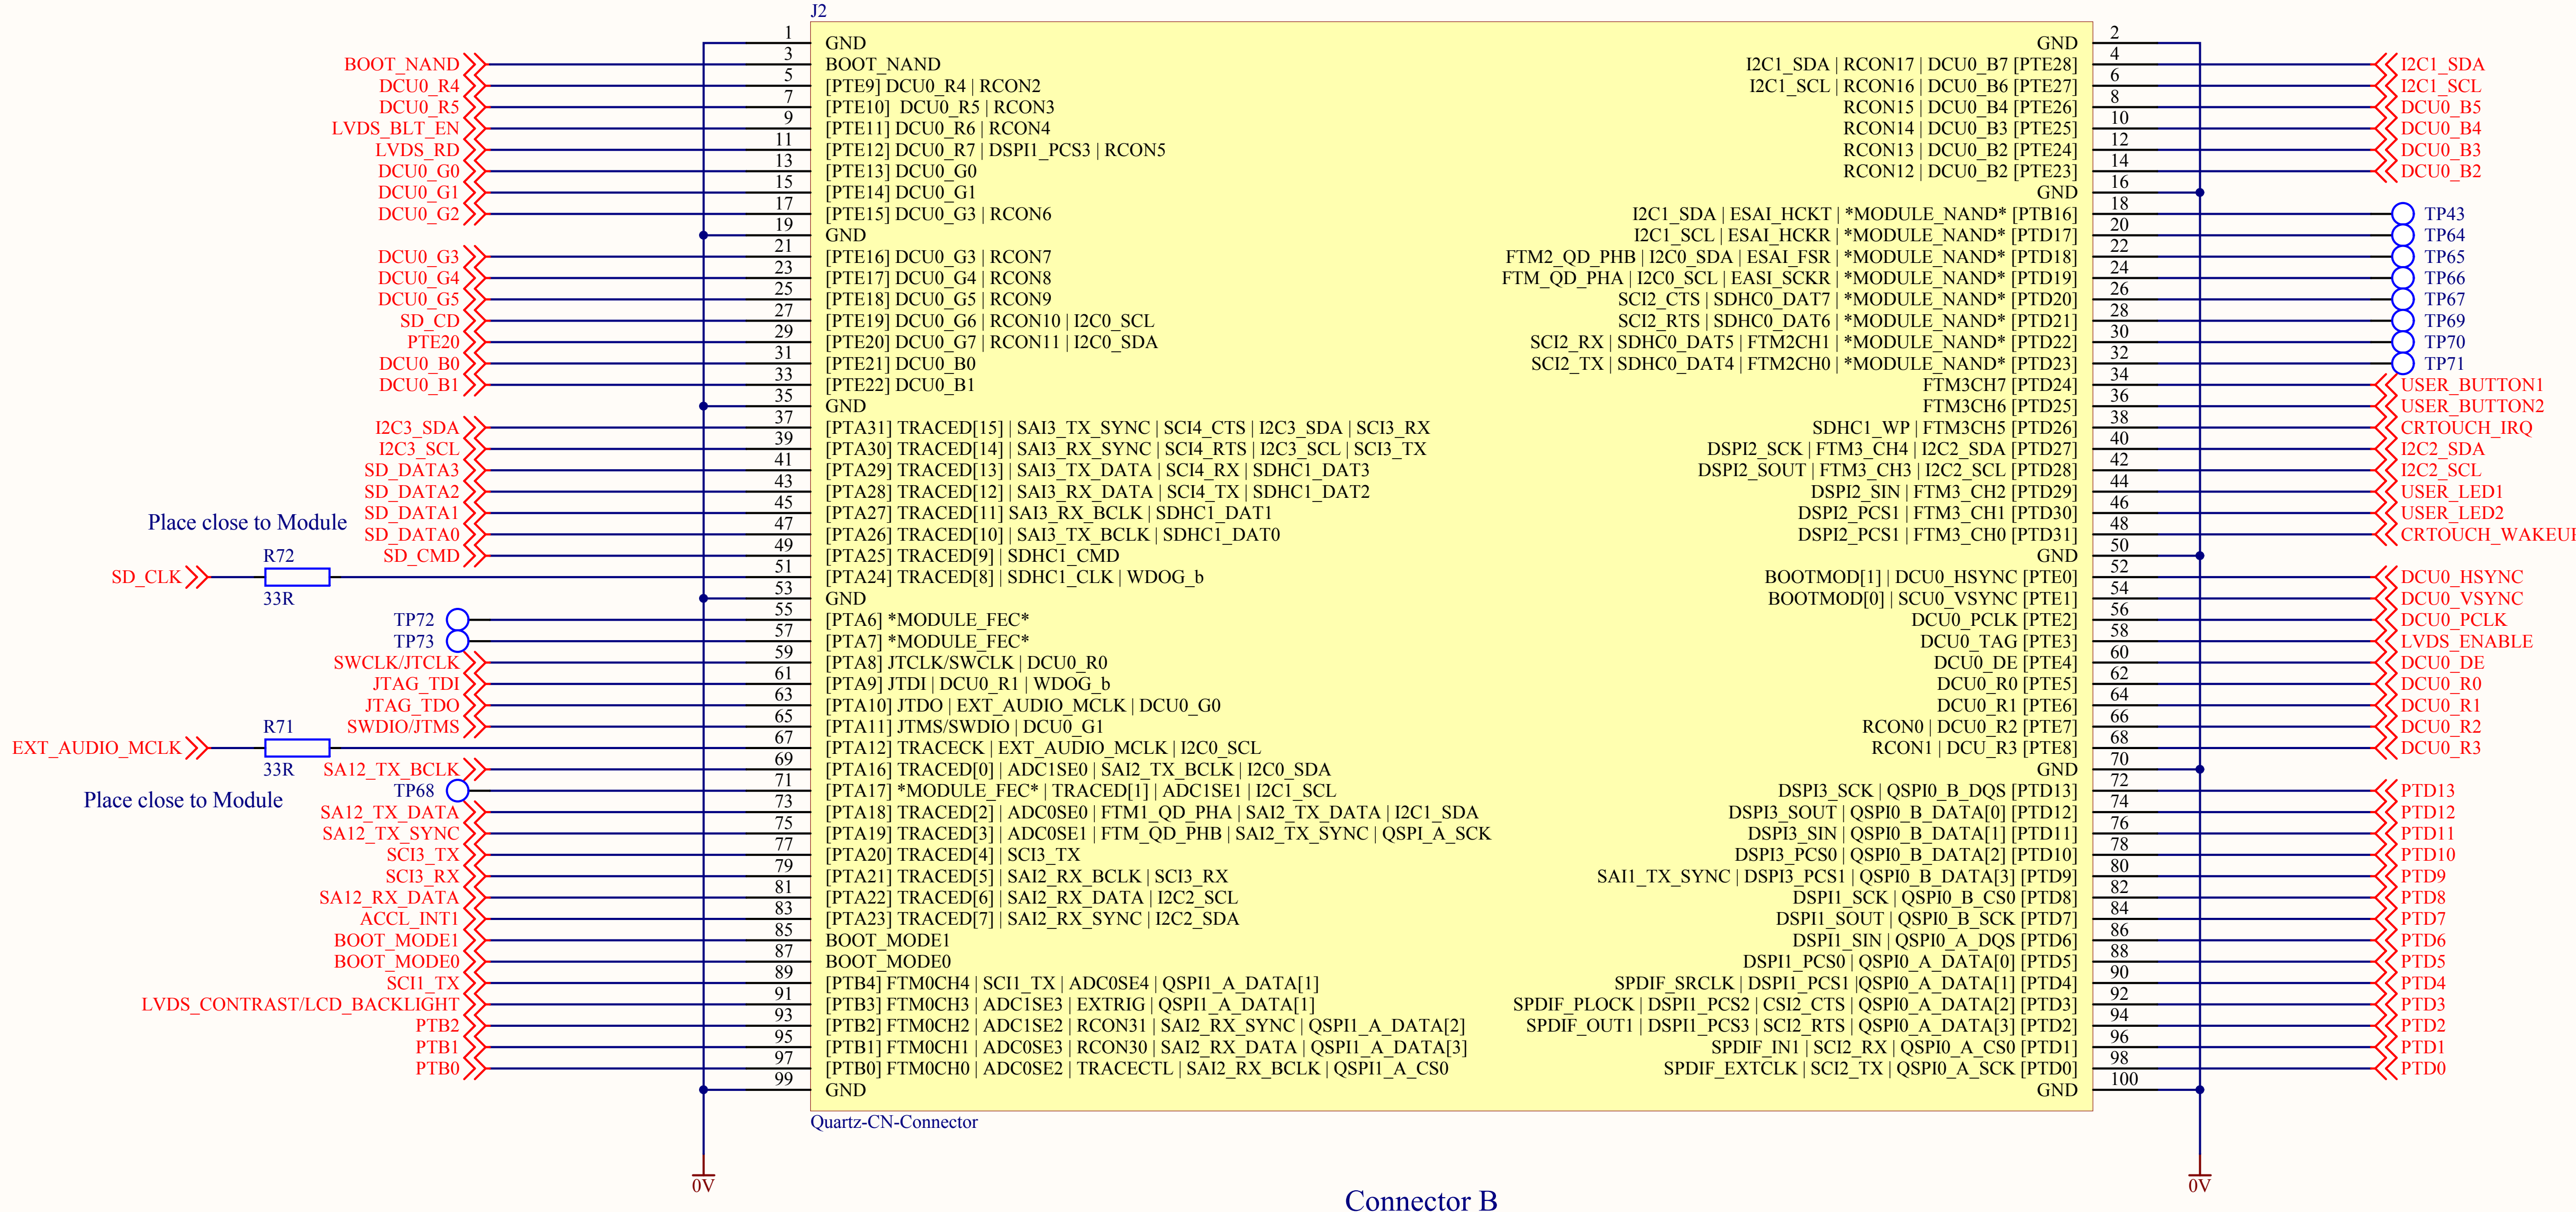 J2
1 GND GND 2
BOOT_NAND 3 BOOT_NAND I2C1_SDA | RCON17 | DCU0_B7 [PTE28] 4 I2C1_SDA
DCU0_R4 5 [PTE9] DCU0_R4 | RCON2 I2C1_SCL | RCON16 | DCU0_B6 [PTE27] 6 I2C1_SCL
DCU0_R5 7 [PTE10] DCU0_R5 | RCON3 RCON15 | DCU0_B4 [PTE26] 8 DCU0_B5
LVDS_BLT_EN 9 [PTE11] DCU0_R6 | RCON4 RCON14 | DCU0_B3 [PTE25] 10 DCU0_B4
LVDS_RD 11 [PTE12] DCU0_R7 | DSPI1_PCS3 | RCON5 RCON13 | DCU0_B2 [PTE24] 12 DCU0_B3
DCU0_G0 13 [PTE13] DCU0_G0 RCON12 | DCU0_B2 [PTE23] 14 DCU0_B2
DCU0_G1 15 [PTE14] DCU0_G1 GND 16
DCU0_G2 17 [PTE15] DCU0_G3 | RCON6 I2C1_SDA | ESAI_HCKT | *MODULE_NAND* [PTB16] 18 TP43
19 GND I2C1_SCL | ESAI_HCKR | *MODULE_NAND* [PTD17] 20 TP64
DCU0_G3 21 [PTE16] DCU0_G3 | RCON7 FTM2_QD_PHB | I2C0_SDA | ESAI_FSR | *MODULE_NAND* [PTD18] 22 TP65
DCU0_G4 23 [PTE17] DCU0_G4 | RCON8 FTM_QD_PHA | I2C0_SCL | EASI_SCKR | *MODULE_NAND* [PTD19] 24 TP66
DCU0_G5 25 [PTE18] DCU0_G5 | RCON9 SCI2_CTS | SDHC0_DAT7 | *MODULE_NAND* [PTD20] 26 TP67
SD_CD 27 [PTE19] DCU0_G6 | RCON10 | I2C0_SCL SCI2_RTS | SDHC0_DAT6 | *MODULE_NAND* [PTD21] 28 TP69
PTE20 29 [PTE20] DCU0_G7 | RCON11 | I2C0_SDA SCI2_RX | SDHC0_DAT5 | FTM2CH1 | *MODULE_NAND* [PTD22] 30 TP70
DCU0_B0 31 [PTE21] DCU0_B0 SCI2_TX | SDHC0_DAT4 | FTM2CH0 | *MODULE_NAND* [PTD23] 32 TP71
DCU0_B1 33 [PTE22] DCU0_B1 FTM3CH7 [PTD24] 34 USER_BUTTON1
35 GND FTM3CH6 [PTD25] 36 USER_BUTTON2
I2C3_SDA 37 [PTA31] TRACED[15] | SAI3_TX_SYNC | SCI4_CTS | I2C3_SDA | SCI3_RX SDHC1_WP | FTM3CH5 [PTD26] 38 CRTOUCH_IRQ
I2C3_SCL 39 [PTA30] TRACED[14] | SAI3_RX_SYNC | SCI4_RTS | I2C3_SCL | SCI3_TX DSPI2_SCK | FTM3_CH4 | I2C2_SDA [PTD27] 40 I2C2_SDA
SD_DATA3 41 [PTA29] TRACED[13] | SAI3_TX_DATA | SCI4_RX | SDHC1_DAT3 DSPI2_SOUT | FTM3_CH3 | I2C2_SCL [PTD28] 42 I2C2_SCL
SD_DATA2 43 [PTA28] TRACED[12] | SAI3_RX_DATA | SCI4_TX | SDHC1_DAT2 DSPI2_SIN | FTM3_CH2 [PTD29] 44 USER_LED1
SD_DATA1 45 [PTA27] TRACED[11] SAI3_RX_BCLK | SDHC1_DAT1 DSPI2_PCS1 | FTM3_CH1 [PTD30] 46 USER_LED2
Place close to Module
SD_DATA0 47 [PTA26] TRACED[10] | SAI3_TX_BCLK | SDHC1_DAT0 DSPI2_PCS1 | FTM3_CH0 [PTD31] 48 CRTOUCH_WAKEUP
SD_CMD 49 [PTA25] TRACED[9] | SDHC1_CMD GND 50
R72
SD_CLK 51 [PTA24] TRACED[8] | SDHC1_CLK | WDOG_b BOOTMOD[1] | DCU0_HSYNC [PTE0] 52 DCU0_HSYNC
33R
53 GND BOOTMOD[0] | SCU0_VSYNC [PTE1] 54 DCU0_VSYNC
TP72 55 [PTA6] *MODULE_FEC* DCU0_PCLK [PTE2] 56 DCU0_PCLK
TP73 57 [PTA7] *MODULE_FEC* DCU0_TAG [PTE3] 58 LVDS_ENABLE
SWCLK/JTCLK 59 [PTA8] JTCLK/SWCLK | DCU0_R0 DCU0_DE [PTE4] 60 DCU0_DE
JTAG_TDI 61 [PTA9] JTDI | DCU0_R1 | WDOG_b DCU0_R0 [PTE5] 62 DCU0_R0
JTAG_TDO 63 [PTA10] JTDO | EXT_AUDIO_MCLK | DCU0_G0 DCU0_R1 [PTE6] 64 DCU0_R1
SWDIO/JTMS 65 [PTA11] JTMS/SWDIO | DCU0_G1 RCON0 | DCU0_R2 [PTE7] 66 DCU0_R2
R71
EXT_AUDIO_MCLK 67 [PTA12] TRACECK | EXT_AUDIO_MCLK | I2C0_SCL RCON1 | DCU_R3 [PTE8] 68 DCU0_R3
33R
SA12_TX_BCLK 69 [PTA16] TRACED[0] | ADC1SE0 | SAI2_TX_BCLK | I2C0_SDA GND 70
TP68 71 [PTA17] *MODULE_FEC* | TRACED[1] | ADC1SE1 | I2C1_SCL DSPI3_SCK | QSPI0_B_DQS [PTD13] 72 PTD13
Place close to Module
SA12_TX_DATA 73 [PTA18] TRACED[2] | ADC0SE0 | FTM1_QD_PHA | SAI2_TX_DATA | I2C1_SDA DSPI3_SOUT | QSPI0_B_DATA[0] [PTD12] 74 PTD12
SA12_TX_SYNC 75 [PTA19] TRACED[3] | ADC0SE1 | FTM_QD_PHB | SAI2_TX_SYNC | QSPI_A_SCK DSPI3_SIN | QSPI0_B_DATA[1] [PTD11] 76 PTD11
SCI3_TX 77 [PTA20] TRACED[4] | SCI3_TX DSPI3_PCS0 | QSPI0_B_DATA[2] [PTD10] 78 PTD10
SCI3_RX 79 [PTA21] TRACED[5] | SAI2_RX_BCLK | SCI3_RX SAI1_TX_SYNC | DSPI3_PCS1 | QSPI0_B_DATA[3] [PTD9] 80 PTD9
SA12_RX_DATA 81 [PTA22] TRACED[6] | SAI2_RX_DATA | I2C2_SCL DSPI1_SCK | QSPI0_B_CS0 [PTD8] 82 PTD8
ACCL_INT1 83 [PTA23] TRACED[7] | SAI2_RX_SYNC | I2C2_SDA DSPI1_SOUT | QSPI0_B_SCK [PTD7] 84 PTD7
BOOT_MODE1 85 BOOT_MODE1 DSPI1_SIN | QSPI0_A_DQS [PTD6] 86 PTD6
BOOT_MODE0 87 BOOT_MODE0 DSPI1_PCS0 | QSPI0_A_DATA[0] [PTD5] 88 PTD5
SCI1_TX 89 [PTB4] FTM0CH4 | SCI1_TX | ADC0SE4 | QSPI1_A_DATA[1] SPDIF_SRCLK | DSPI1_PCS1 |QSPI0_A_DATA[1] [PTD4] 90 PTD4
LVDS_CONTRAST/LCD_BACKLIGHT 91 [PTB3] FTM0CH3 | ADC1SE3 | EXTRIG | QSPI1_A_DATA[1] SPDIF_PLOCK | DSPI1_PCS2 | CSI2_CTS | QSPI0_A_DATA[2] [PTD3] 92 PTD3
PTB2 93 [PTB2] FTM0CH2 | ADC1SE2 | RCON31 | SAI2_RX_SYNC | QSPI1_A_DATA[2] SPDIF_OUT1 | DSPI1_PCS3 | SCI2_RTS | QSPI0_A_DATA[3] [PTD2] 94 PTD2
PTB1 95 [PTB1] FTM0CH1 | ADC0SE3 | RCON30 | SAI2_RX_DATA | QSPI1_A_DATA[3] SPDIF_IN1 | SCI2_RX | QSPI0_A_CS0 [PTD1] 96 PTD1
PTB0 97 [PTB0] FTM0CH0 | ADC0SE2 | TRACECTL | SAI2_RX_BCLK | QSPI1_A_CS0 SPDIF_EXTCLK | SCI2_TX | QSPI0_A_SCK [PTD0] 98 PTD0
99 GND GND 100
Quartz-CN-Connector
0V 0V
Connector B